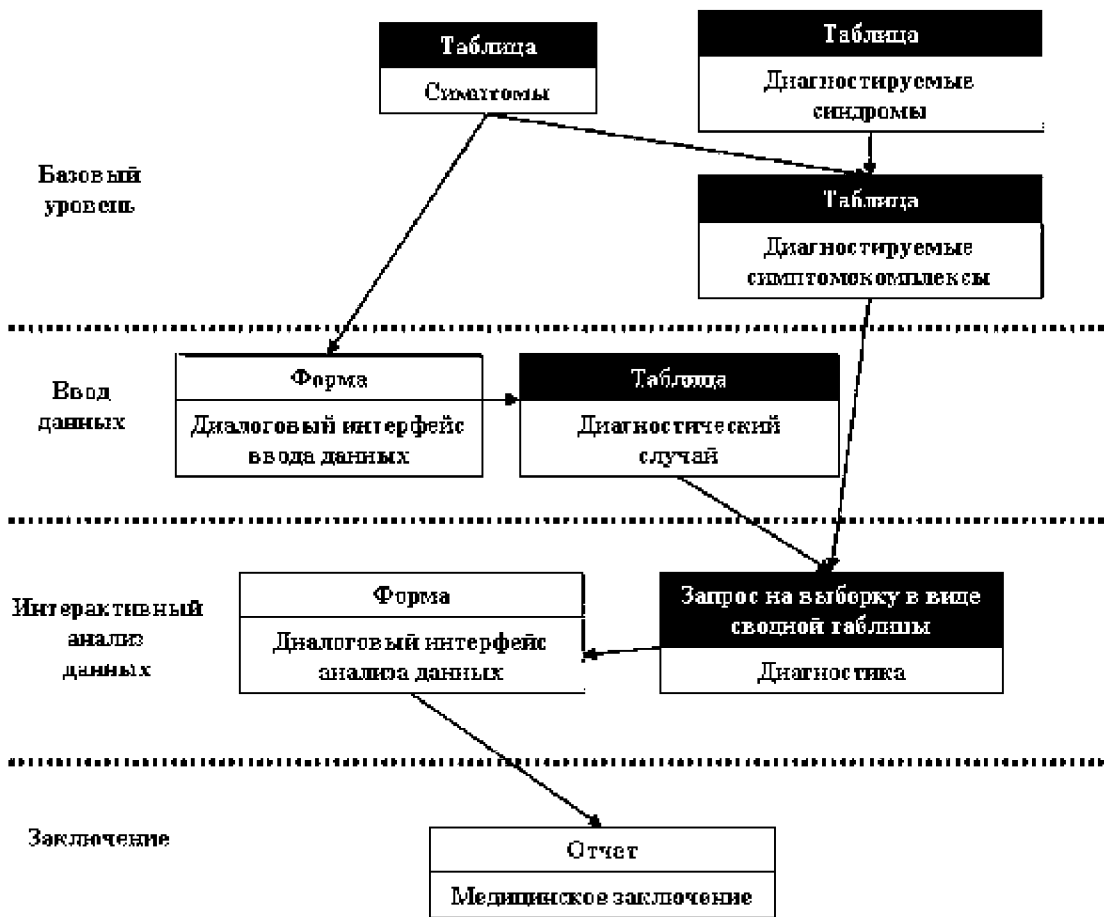 Таблица
Симптомы
Таблица
Диагностируемые
синдромы
Базовый
уровень
Таблица
Диагностируемые
симптомокомплексы
Ввод
данных
Форма
Диалоговый интерфейс
ввода данных
Таблица
Диагностический
случай
Интерактивный
анализ
данных
Форма
Диалоговый интерфейс
анализа данных
Запрос на выборку в виде
сводной таблицы
Диагностика
Заключение
Отчет
Медицинское заключение